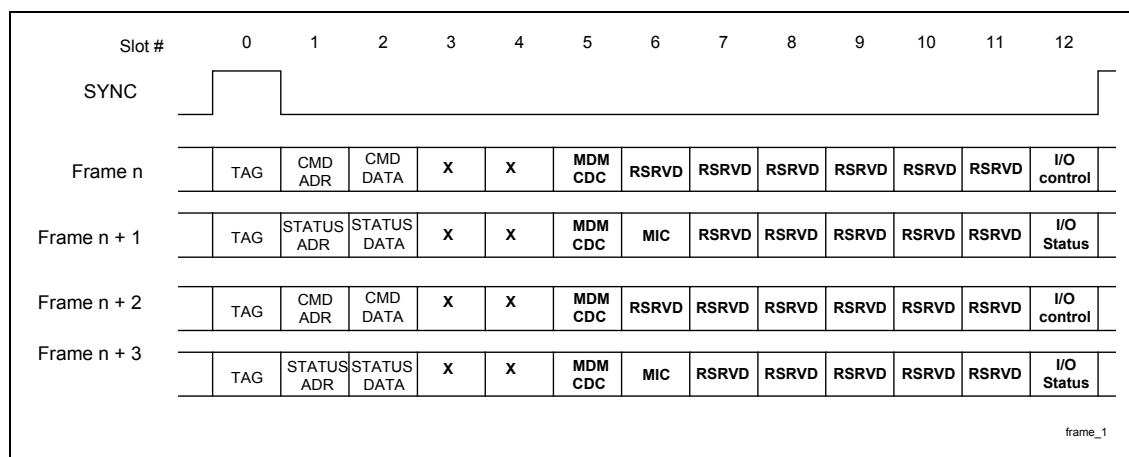 Slot # 0 1 2 3 4 5 6 7 8 9 10 11 12
SYNC
Frame n TAG CMD ADR CMD DATA X X MDM CDC RSRVD RSRVD RSRVD RSRVD RSRVD RSRVD I/O control
Frame n + 1 TAG STATUS ADR STATUS DATA X X MDM CDC MIC RSRVD RSRVD RSRVD RSRVD RSRVD I/O Status
Frame n + 2 TAG CMD ADR CMD DATA X X MDM CDC RSRVD RSRVD RSRVD RSRVD RSRVD RSRVD I/O control
Frame n + 3 TAG STATUS ADR STATUS DATA X X MDM CDC MIC RSRVD RSRVD RSRVD RSRVD RSRVD I/O Status
frame_1